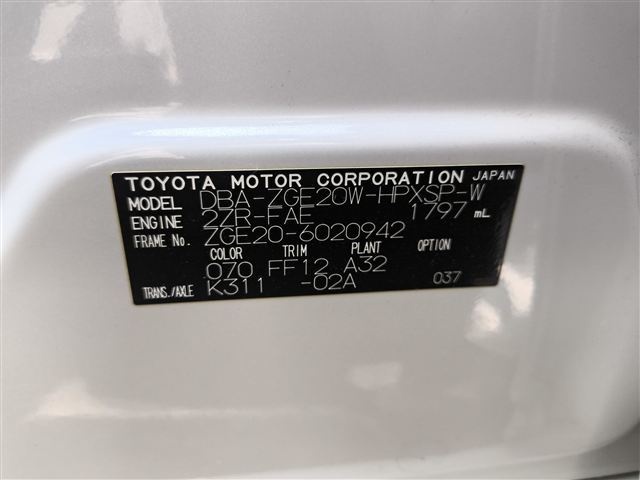 TOYOTA MOTOR CORPORATION JAPAN
MODEL DBA-ZGE20W-HPXSP-W
ENGINE 2ZR-FAE 1797 mL
FRAME No. ZGE20-6020942
COLOR TRIM PLANT OPTION
070 FF12 A32
TRANS./AXLE K311 -02A 037